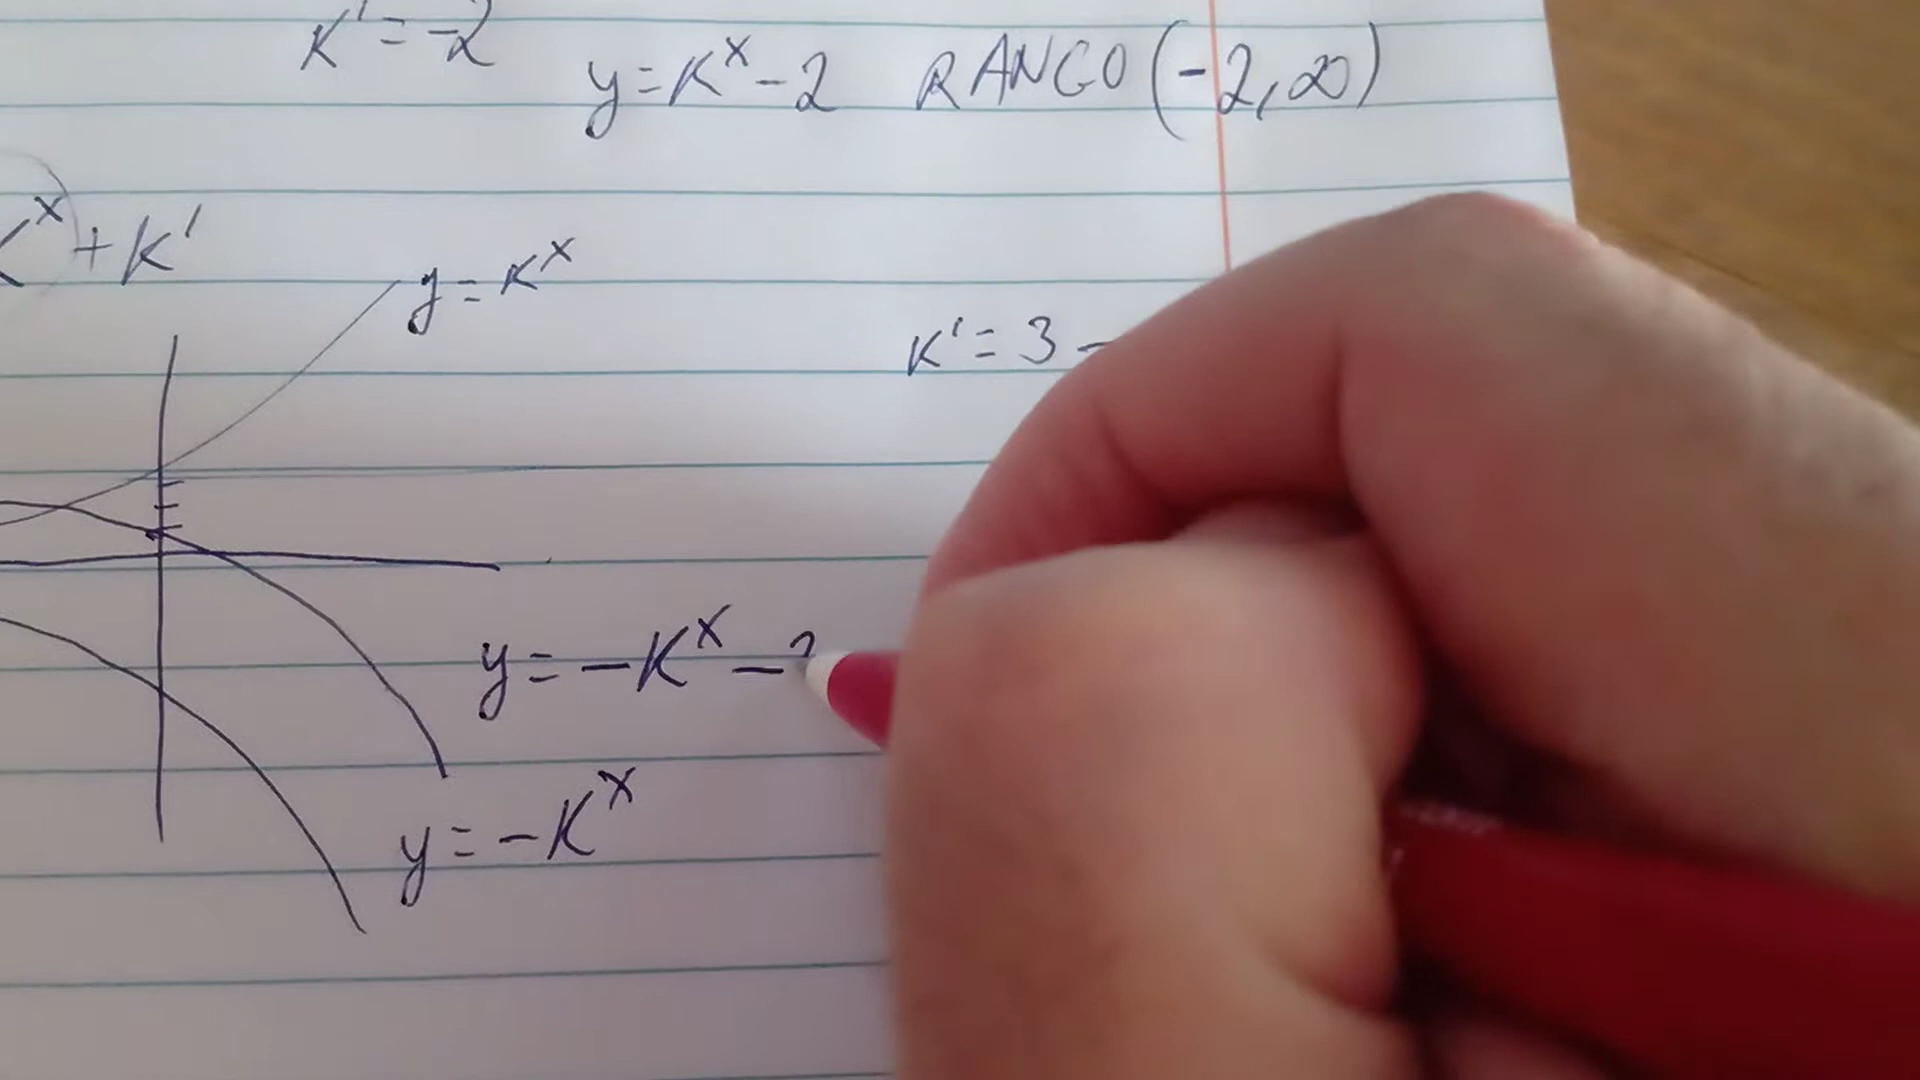 K' = -2
y = K^x - 2 RANGO (-2, ∞)
K^x + K'
y = K^x
K' = 3 -
y = -K^x -
y = -K^x